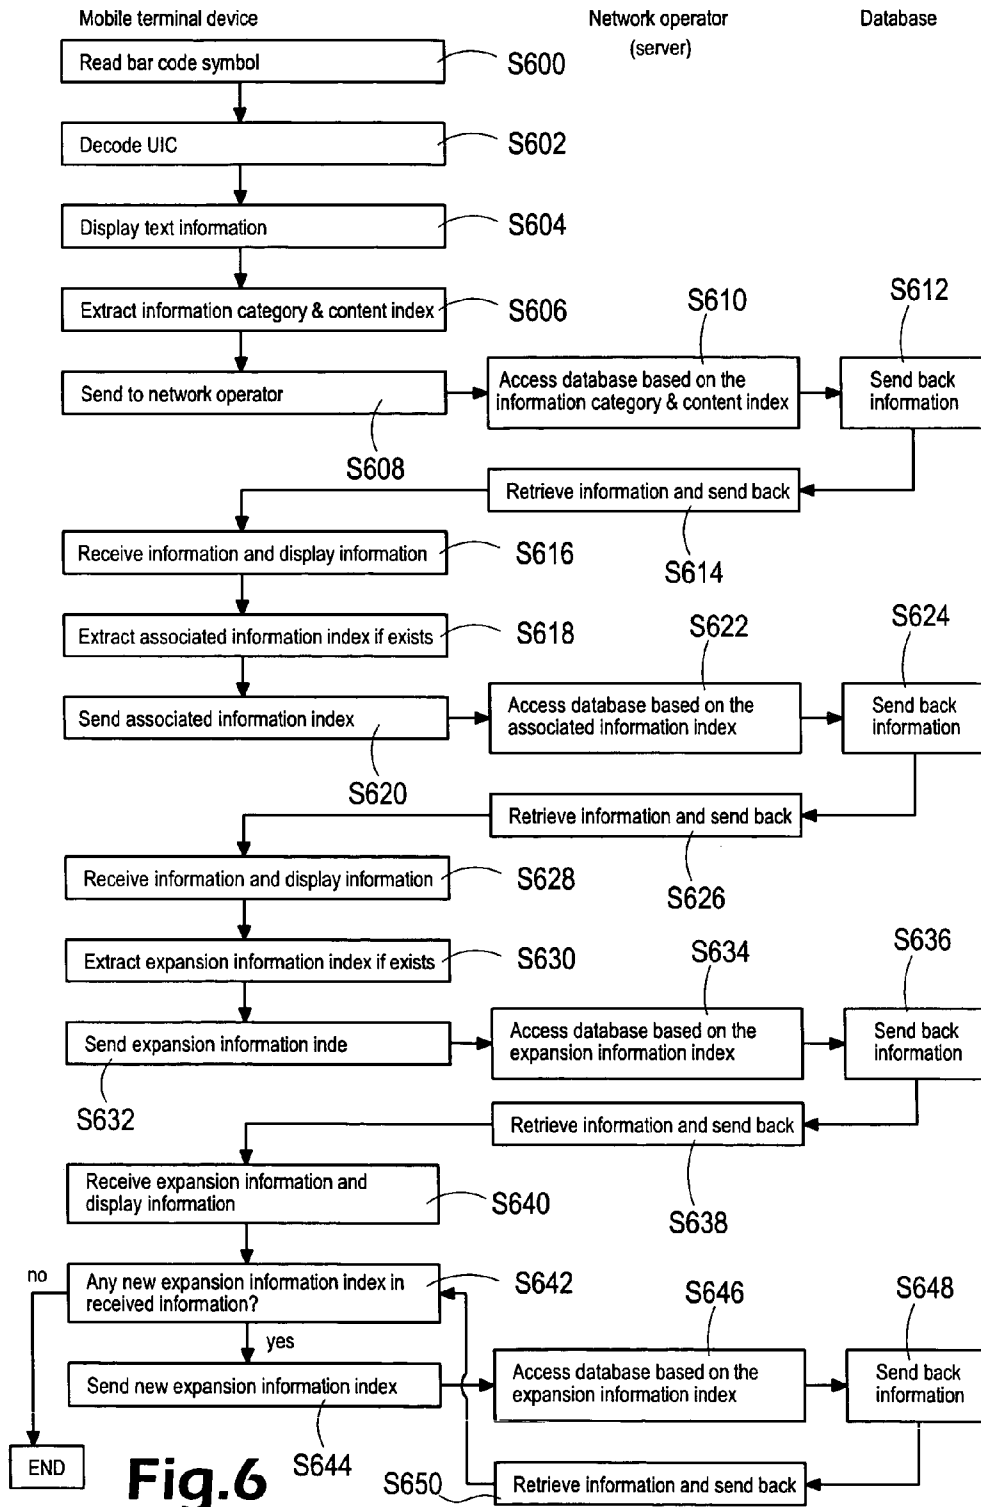 Mobile terminal device
Network operator
(server)
Database
Read bar code symbol
S600
Decode UIC
S602
Display text information
S604
Extract information category & content index
S606
S610
S612
Send to network operator
Access database based on the
information category & content index
Send back
information
S608
Retrieve information and send back
S614
Receive information and display information
S616
Extract associated information index if exists
S618
S622
S624
Send associated information index
Access database based on the
associated information index
Send back
information
S620
Retrieve information and send back
S626
Receive information and display information
S628
Extract expansion information index if exists
S630
S634
S636
Send expansion information inde
Access database based on the
expansion information index
Send back
information
S632
Retrieve information and send back
S638
Receive expansion information and
display information
S640
no
Any new expansion information index in
received information?
S642
S646
S648
yes
Send new expansion information index
Access database based on the
expansion information index
Send back
information
S644
END
Fig.6
S650
Retrieve information and send back